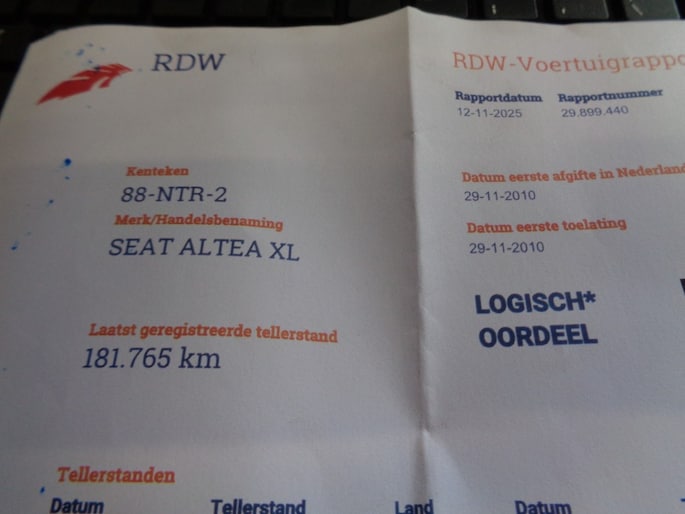 RDW
RDW-Voertuigrappo
Rapportdatum Rapportnummer
12-11-2025 29.899.440
Kenteken
88-NTR-2
Merk/Handelsbenaming
SEAT ALTEA XL
Datum eerste afgifte in Nederland
29-11-2010
Datum eerste toelating
29-11-2010
LOGISCH*
OORDEEL
Laatst geregistreerde tellerstand
181.765 km
Tellerstanden
Datum Tellerstand Land Datum